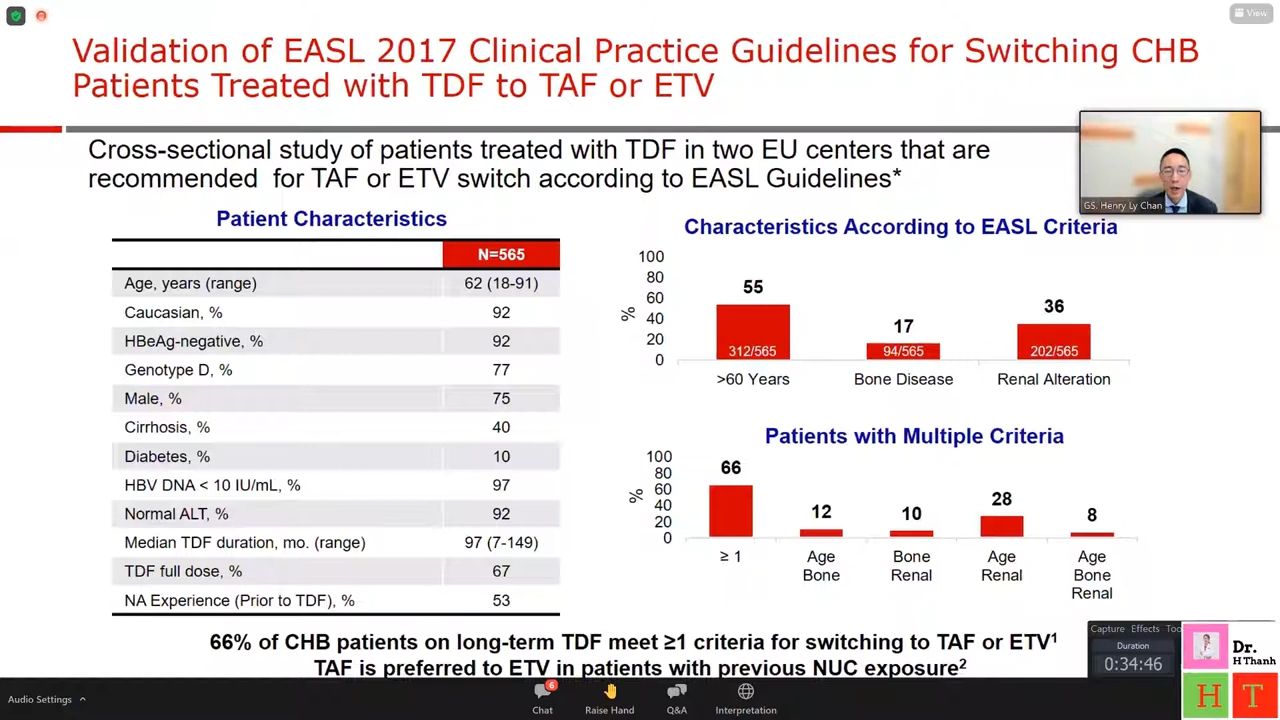 View
Validation of EASL 2017 Clinical Practice Guidelines for Switching CHB
Patients Treated with TDF to TAF or ETV
Cross-sectional study of patients treated with TDF in two EU centers that are
recommended for TAF or ETV switch according to EASL Guidelines*
GS. Henry Ly Chan
Patient Characteristics
N=565
Age, years (range) 62 (18-91)
Caucasian, % 92
HBeAg-negative, % 92
Genotype D, % 77
Male, % 75
Cirrhosis, % 40
Diabetes, % 10
HBV DNA < 10 IU/mL, % 97
Normal ALT, % 92
Median TDF duration, mo. (range) 97 (7-149)
TDF full dose, % 67
NA Experience (Prior to TDF), % 53
Characteristics According to EASL Criteria
%
100
80
60
40
20
0
55
17
36
312/565 94/565 202/565
>60 Years Bone Disease Renal Alteration
Patients with Multiple Criteria
%
100
80
60
40
20
0
66
12
10
28
8
≥ 1
Age
Bone
Bone
Renal
Age
Renal
Age
Bone
Renal
66% of CHB patients on long-term TDF meet ≥1 criteria for switching to TAF or ETV¹
TAF is preferred to ETV in patients with previous NUC exposure²
Capture Effects Too
Duration
0:34:46
Dr.
H Thanh
H T
Audio Settings
6
Chat Raise Hand Q&A Interpretation